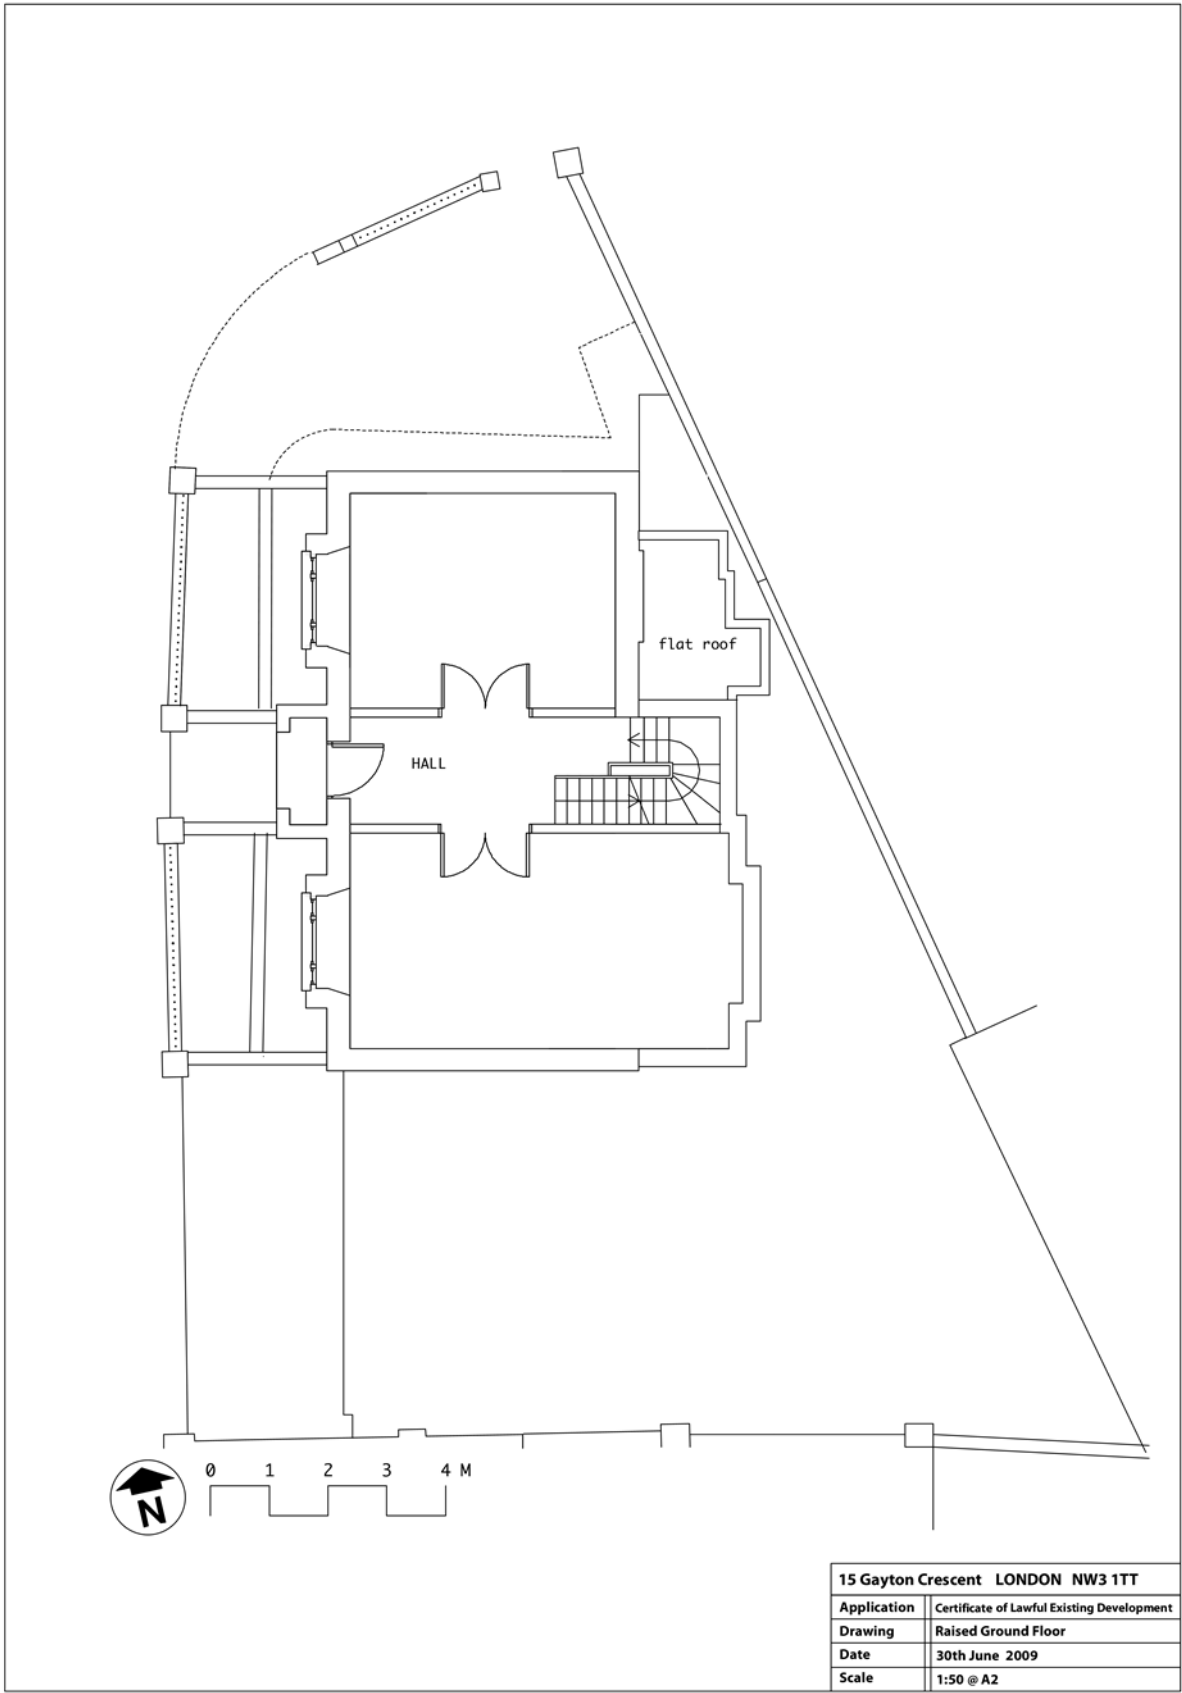 flat roof
HALL
0 1 2 3 4 M
N
15 Gayton Crescent LONDON NW3 1TT
Application Certificate of Lawful Existing Development
Drawing Raised Ground Floor
Date 30th June 2009
Scale 1:50 @ A2